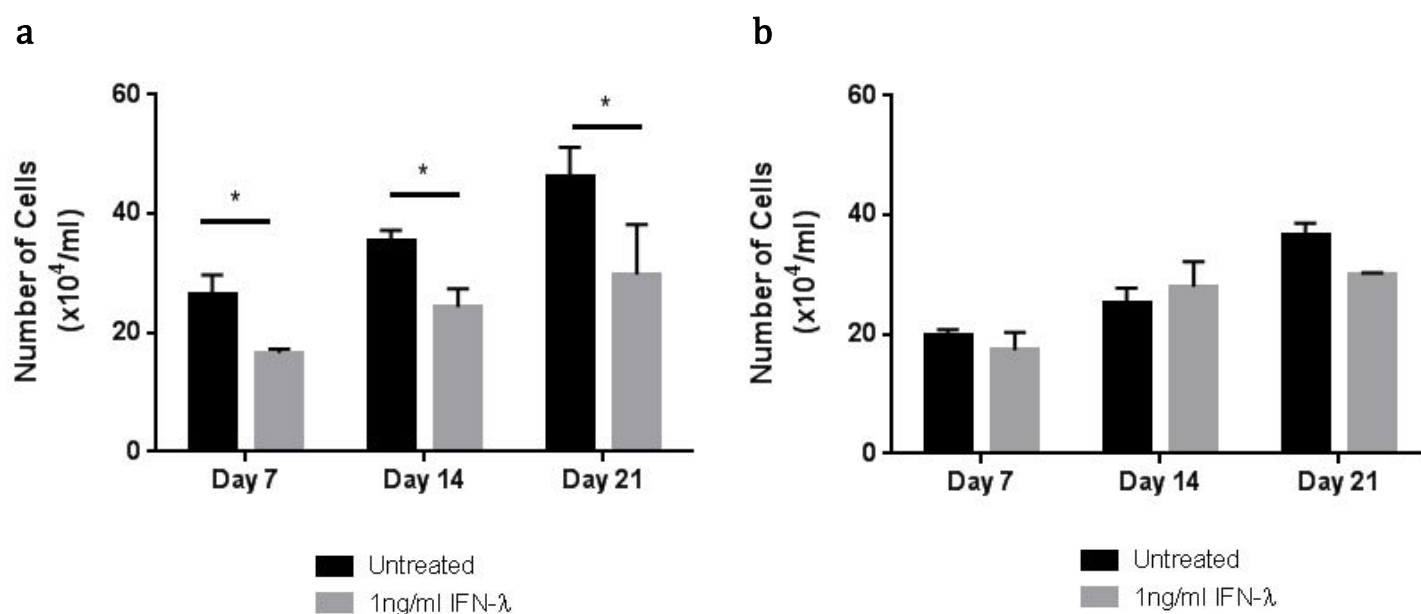 a
b
60
40
20
0
Number of Cells
(x10⁴/ml)
*
*
*
Day 7
Day 14
Day 21
Untreated
1ng/ml IFN-λ
60
40
20
0
Number of Cells
(x10⁴/ml)
Day 7
Day 14
Day 21
Untreated
1ng/ml IFN-λ